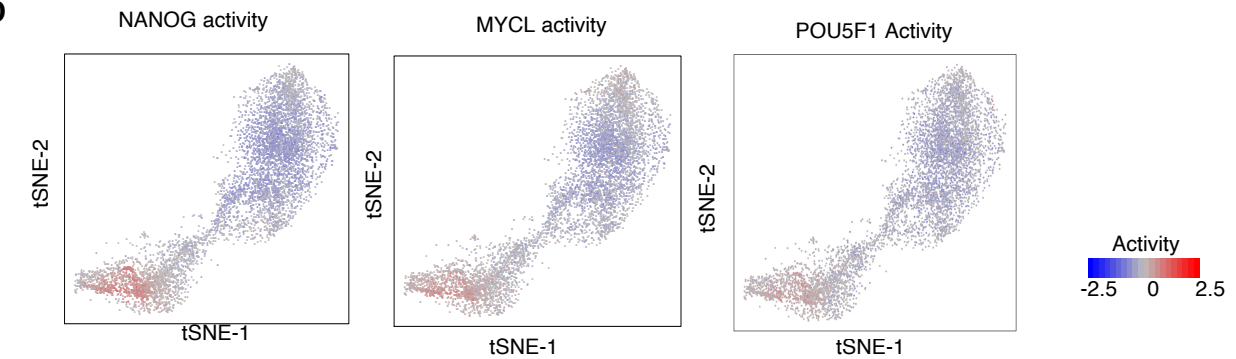 NANOG activity
MYCL activity
POU5F1 Activity
tSNE-2
tSNE-2
tSNE-2
tSNE-1
tSNE-1
tSNE-1
Activity
-2.5 0 2.5